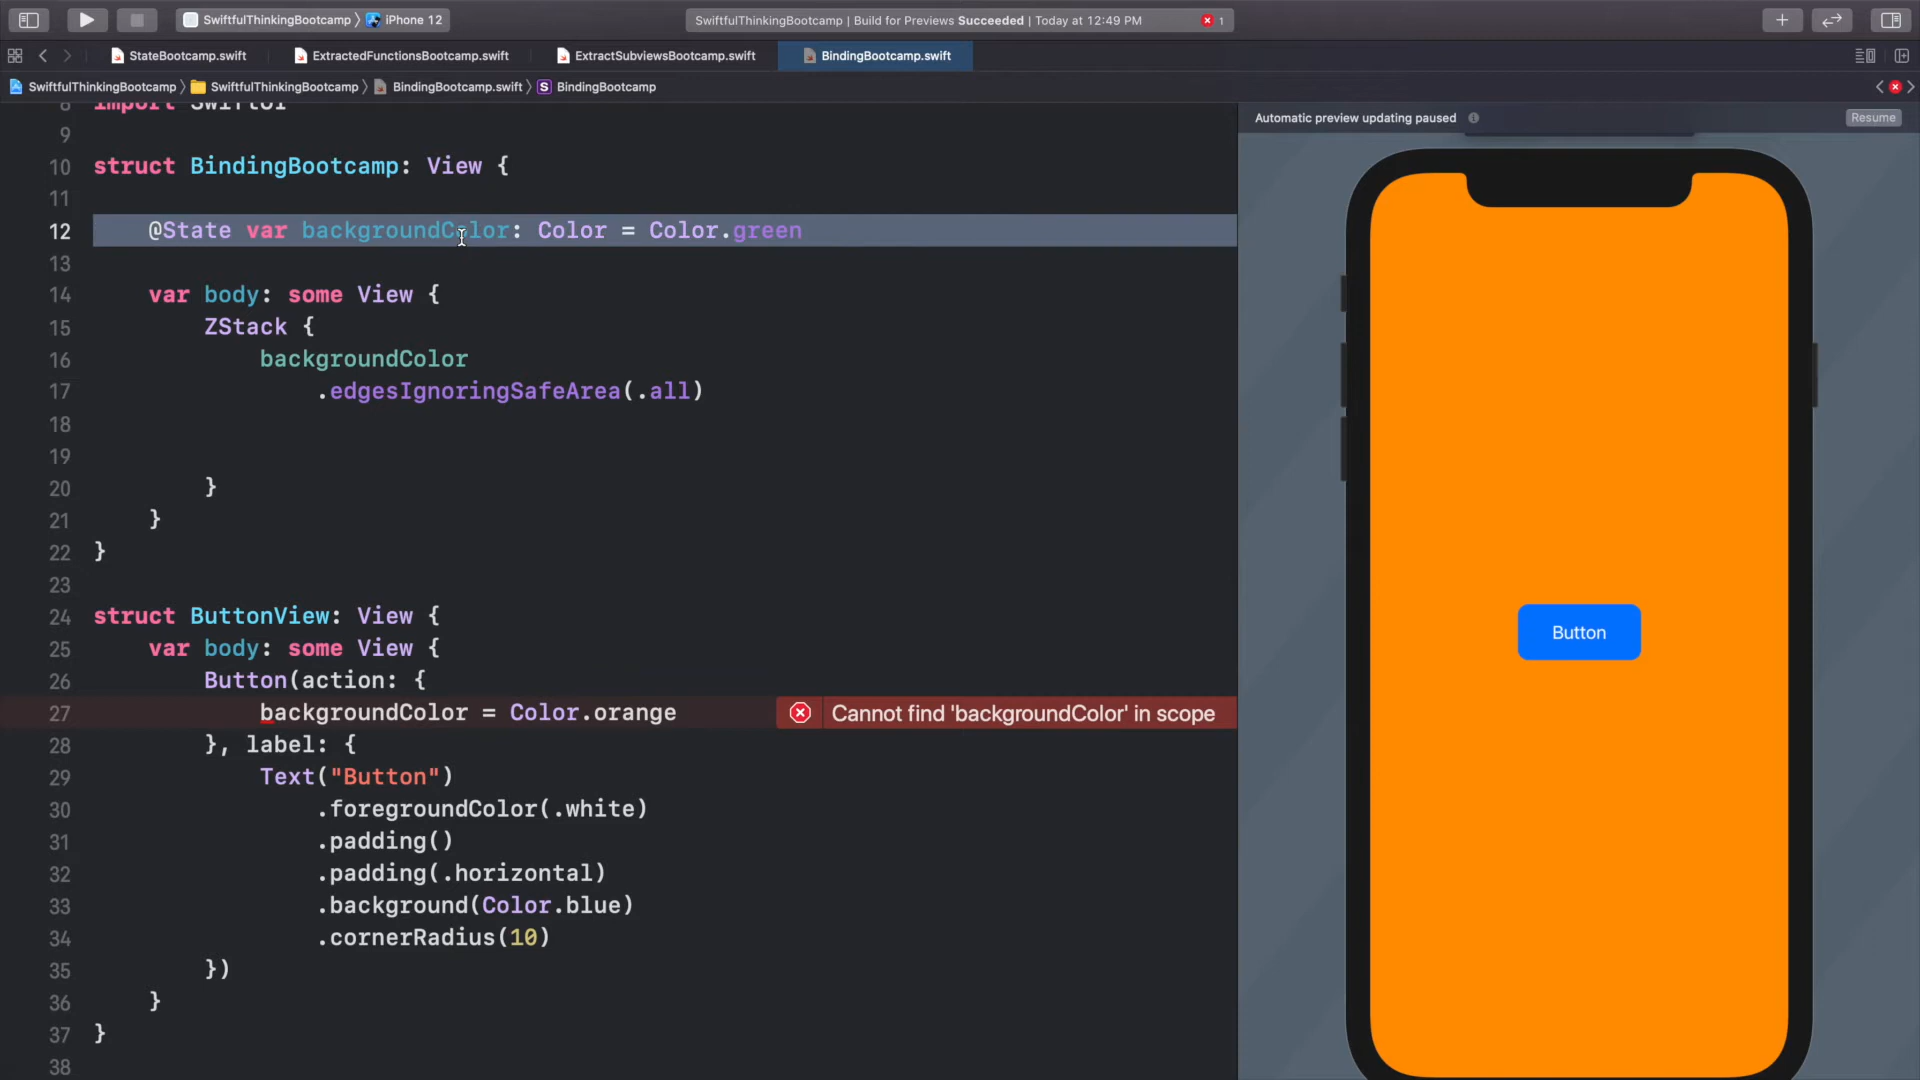 SwiftfulThinkingBootcamp 〉 iPhone 12
SwiftfulThinkingBootcamp | Build for Previews Succeeded | Today at 12:49 PM
1
StateBootcamp.swift
ExtractedFunctionsBootcamp.swift
ExtractSubviewsBootcamp.swift
BindingBootcamp.swift
SwiftfulThinkingBootcamp 〉 SwiftfulThinkingBootcamp 〉 BindingBootcamp.swift 〉 S BindingBootcamp
8 import SwiftUI
9
10 struct BindingBootcamp: View {
11
12     @State var backgroundColor: Color = Color.green
13
14     var body: some View {
15         ZStack {
16             backgroundColor
17                 .edgesIgnoringSafeArea(.all)
18
19
20         }
21     }
22 }
23
24 struct ButtonView: View {
25     var body: some View {
26         Button(action: {
27             backgroundColor = Color.orange Cannot find 'backgroundColor' in scope
28         }, label: {
29             Text("Button")
30                 .foregroundColor(.white)
31                 .padding()
32                 .padding(.horizontal)
33                 .background(Color.blue)
34                 .cornerRadius(10)
35         })
36     }
37 }
38
Automatic preview updating paused
Resume
Button